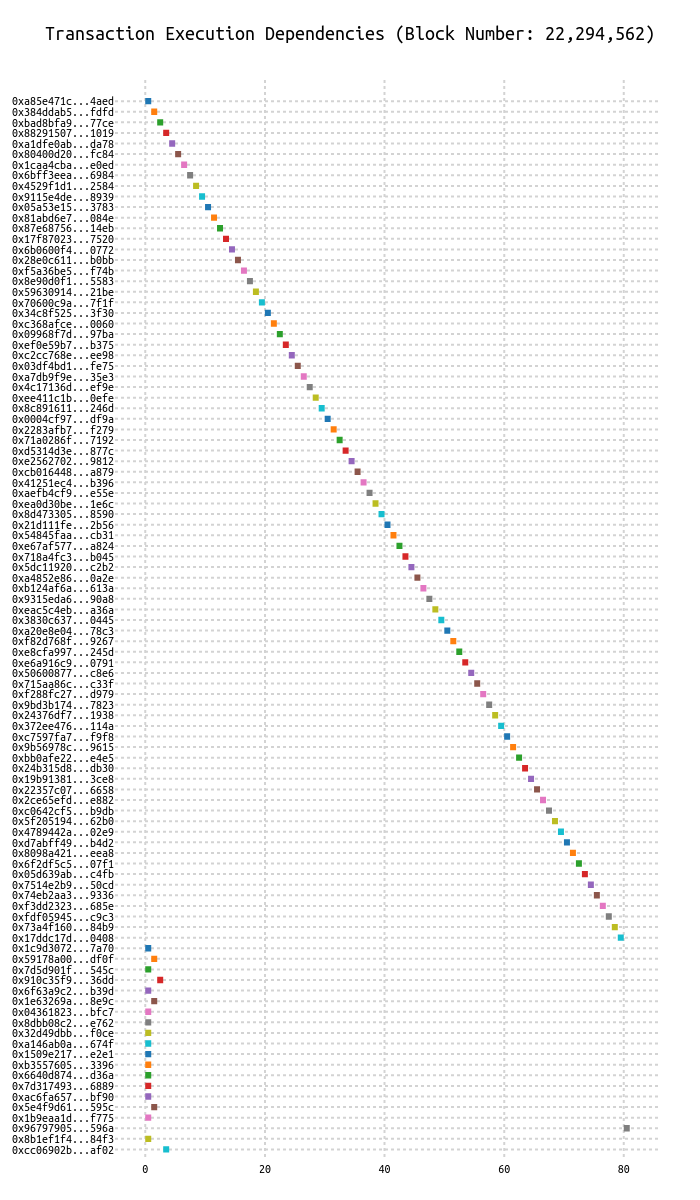 Transaction Execution Dependencies (Block Number: 22,294,562)
0xa85e471c...4aed
0x384ddab5...fdfd
0xbad8bfa9...77ce
0x88291507...1019
0xa1dfe0ab...da78
0x80400d20...fc84
0x1caa4cba...e0ed
0x6bff3eea...6984
0x4529f1d1...2584
0x9115e4de...8939
0x05a53e15...3783
0x81abd6e7...084e
0x87e68756...14eb
0x17f87023...7520
0x6b0600f4...0772
0x28e0c611...b0bb
0xf5a36be5...f74b
0x8e90d0f1...5583
0x59630914...21be
0x70600c9a...7f1f
0x34c8f525...3f30
0xc368afce...0060
0x09968f7d...97ba
0xef0e59b7...b375
0xc2cc768e...ee98
0x03df4bd1...fe75
0xa7db9f9e...35e3
0x4c17136d...ef9e
0xee411c1b...0efe
0x8c891611...246d
0x0004cf97...df9a
0x2283afb7...f279
0x71a0286f...7192
0xd5314d3e...877c
0xe2562702...9812
0xcb016448...a879
0x41251ec4...b396
0xaefb4cf9...e55e
0xea0d30be...1e6c
0x8d473305...8590
0x21d111fe...2b56
0x54845faa...cb31
0xe67af577...a824
0x718a4fc3...b045
0x5dc11920...c2b2
0xa4852e86...0a2e
0xb124af6a...613a
0x9315eda6...90a8
0xeac5c4eb...a36a
0x3830c637...0445
0xa20e8e04...78c3
0xf82d768f...9267
0xe8cfa997...245d
0xe6a916c9...0791
0x50600877...c8e6
0x715aa86c...c33f
0xf288fc27...d979
0x9bd3b174...7823
0x24376df7...1938
0x372ee476...114a
0xc7597fa7...f9f8
0x9b56978c...9615
0xbb0afe22...e4e5
0x24b315d8...db30
0x19b91381...3ce8
0x22357c07...6658
0x2ce65efd...e882
0xc0642cf5...b9db
0x5f205194...62b0
0x4789442a...02e9
0xd7abff49...b4d2
0x8098a421...eea8
0x6f2df5c5...07f1
0x05d639ab...c4fb
0x7514e2b9...50cd
0x74eb2aa3...9336
0xf3dd2323...685e
0xfdf05945...c9c3
0x73a4f160...84b9
0x17ddc17d...0408
0x1c9d3072...7a70
0x59178a00...df0f
0x7d5d901f...545c
0x910c35f9...36dd
0x6f63a9c2...b39d
0x1e63269a...8e9c
0x04361823...bfc7
0x8dbb08c2...e762
0x32d49dbb...f0ce
0xa146ab0a...674f
0x1509e217...e2e1
0xb3557605...3396
0x6640d874...d36a
0x7d317493...6889
0xac6fa657...bf90
0x5e4f9d61...595c
0x1b9eaa1d...f775
0x96797905...596a
0x8b1ef1f4...84f3
0xcc06902b...af02
0 20 40 60 80